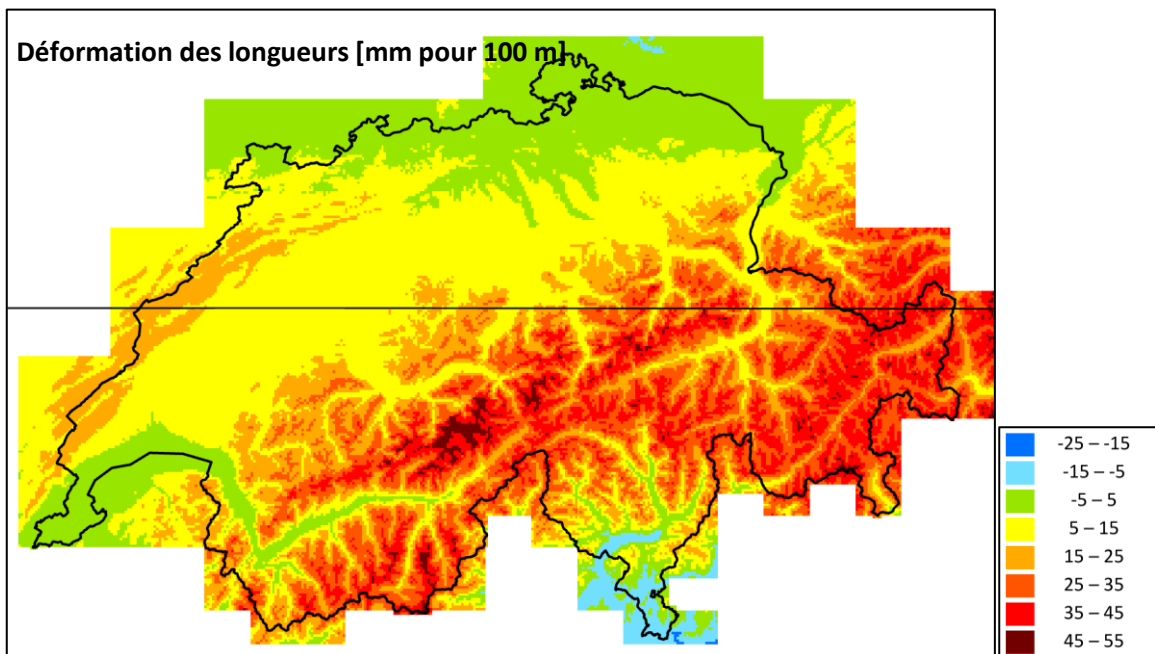 Déformation des longueurs [mm pour 100 m]
-25 – -15
-15 – -5
-5 – 5
5 – 15
15 – 25
25 – 35
35 – 45
45 – 55